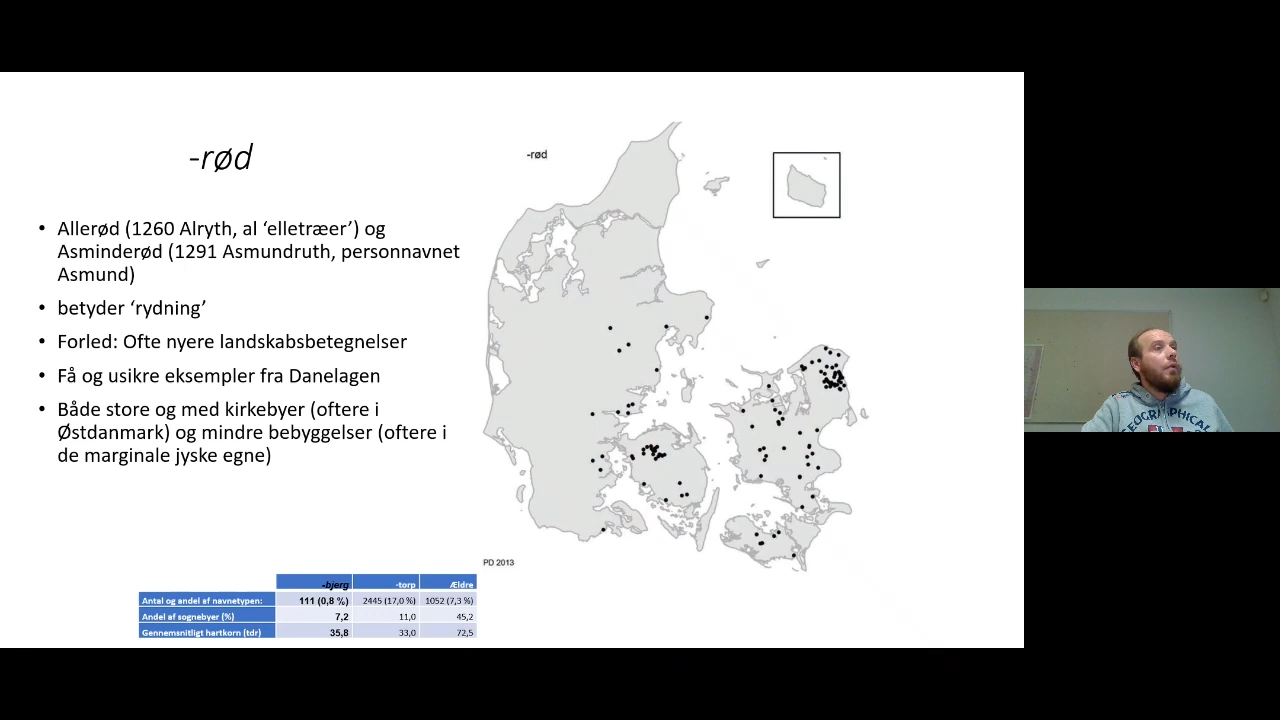 -rød
• Allerød (1260 Alryth, al ‘elletræer’) og
Asminderød (1291 Asmundruth, personnavnet
Asmund)
• betyder ‘rydning’
• Forled: Ofte nyere landskabsbetegnelser
• Få og usikre eksempler fra Danelagen
• Både store og med kirkebyer (oftere i
Østdanmark) og mindre bebyggelser (oftere i
de marginale jyske egne)
-rød
PD 2013
-bjerg -torp Ældre
Antal og andel af navnetypen: 111 (0,8 %) 2445 (17,0 %) 1052 (7,3 %)
Andel af sognebyer (%) 7,2 11,0 45,2
Gennemsnitligt hartkorn (tdr) 35,8 33,0 72,5